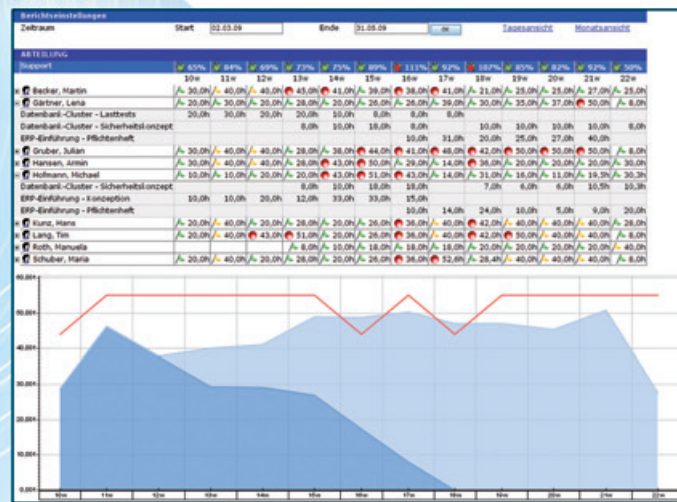 Berichtseinstellungen
Zeitraum Start 02.03.09 Ende 31.05.09 OK Tagesansicht Monatsansicht
ABTEILUNG
Support 65% 84% 69% 73% 75% 89% 111% 92% 107% 85% 82% 92% 50%
10w 11w 12w 13w 14w 15w 16w 17w 18w 19w 20w 21w 22w
Becker, Martin 30,0h 40,0h 40,0h 45,0h 41,0h 39,0h 38,0h 41,0h 21,0h 25,0h 25,0h 27,0h 25,0h
Gärtner, Lena 20,0h 30,0h 20,0h 28,0h 20,0h 26,0h 26,0h 39,0h 30,0h 35,0h 37,0h 50,0h 8,0h
Datenbank-Cluster - Lasttests 20,0h 30,0h 20,0h 20,0h 10,0h 8,0h 8,0h 8,0h
Datenbank-Cluster - Sicherheitskonzept 8,0h 10,0h 18,0h 8,0h 10,0h 10,0h 10,0h 10,0h 8,0h
ERP-Einführung - Pflichtenheft 10,0h 31,0h 20,0h 25,0h 27,0h 40,0h
Gruber, Julian 30,0h 40,0h 40,0h 28,0h 38,0h 44,0h 41,0h 48,0h 42,0h 50,0h 50,0h 50,0h 8,0h
Hansen, Armin 30,0h 40,0h 40,0h 28,0h 43,0h 50,0h 29,0h 14,0h 36,0h 20,0h 20,0h 20,0h 30,0h
Hofmann, Michael 10,0h 10,0h 20,0h 20,0h 43,0h 51,0h 43,0h 14,0h 31,0h 16,0h 11,0h 19,5h 30,3h
Datenbank-Cluster - Sicherheitskonzept 8,0h 10,0h 18,0h 18,0h 7,0h 6,0h 6,0h 10,5h 10,3h
ERP-Einführung - Konzeption 10,0h 10,0h 20,0h 12,0h 33,0h 33,0h 15,0h
ERP-Einführung - Pflichtenheft 10,0h 14,0h 24,0h 10,0h 5,0h 9,0h 20,0h
Kunz, Hans 20,0h 40,0h 20,0h 28,0h 20,0h 26,0h 36,0h 40,0h 42,0h 40,0h 40,0h 40,0h 28,0h
Lang, Tim 20,0h 40,0h 43,0h 51,0h 20,0h 26,0h 36,0h 40,0h 42,0h 50,0h 40,0h 40,0h 8,0h
Roth, Manuela 8,0h 10,0h 18,0h 18,0h 18,0h 20,0h 20,0h 20,0h 20,0h 40,0h
Schuber, Maria 20,0h 40,0h 20,0h 28,0h 20,0h 26,0h 36,0h 52,6h 28,4h 40,0h 40,0h 40,0h 8,0h
50,00t
40,00t
30,00t
20,00t
10,00t
0,00t
10w 11w 12w 13w 14w 15w 16w 17w 18w 19w 20w 21w 22w